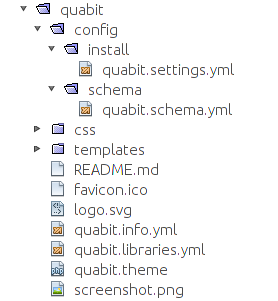 quabit
config
install
quabit.settings.yml
schema
quabit.schema.yml
css
templates
README.md
favicon.ico
logo.svg
quabit.info.yml
quabit.libraries.yml
quabit.theme
screenshot.png